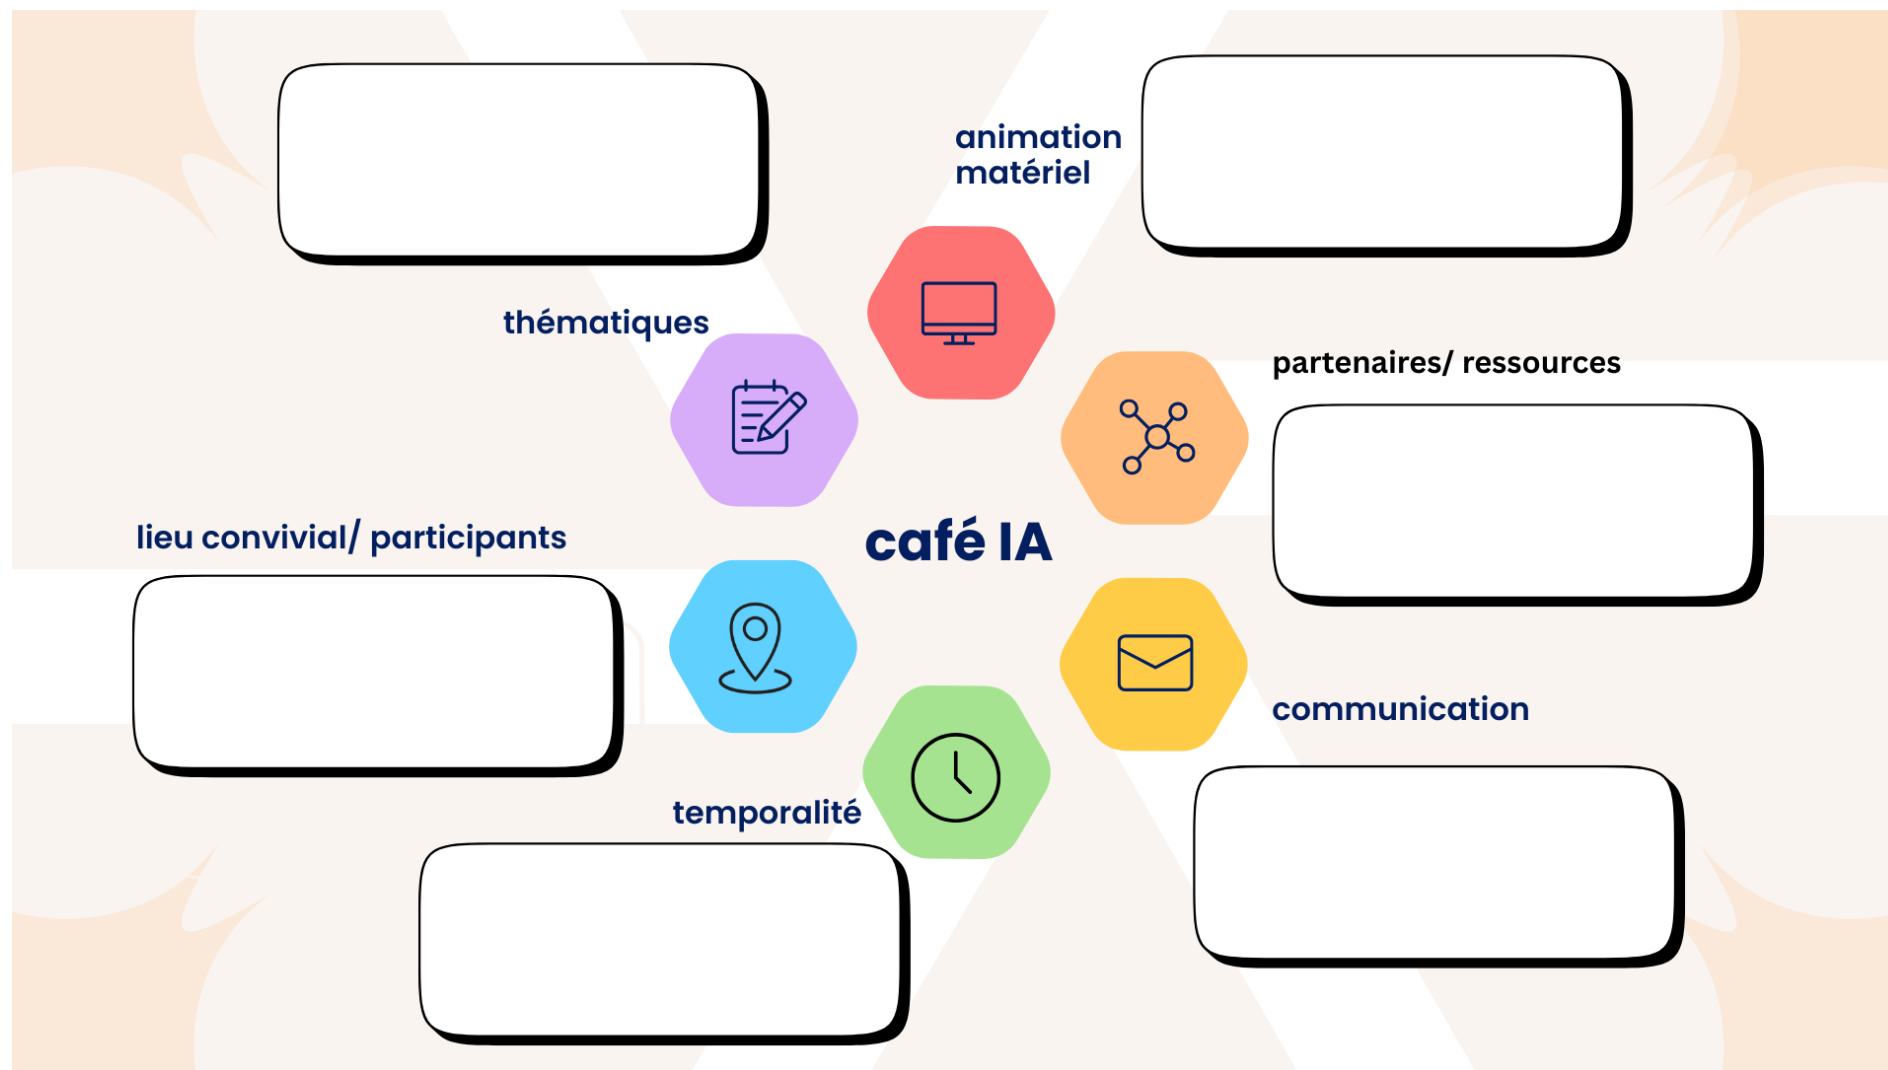 animation
matériel
thématiques
partenaires/ ressources
lieu convivial/ participants
café IA
communication
temporalité